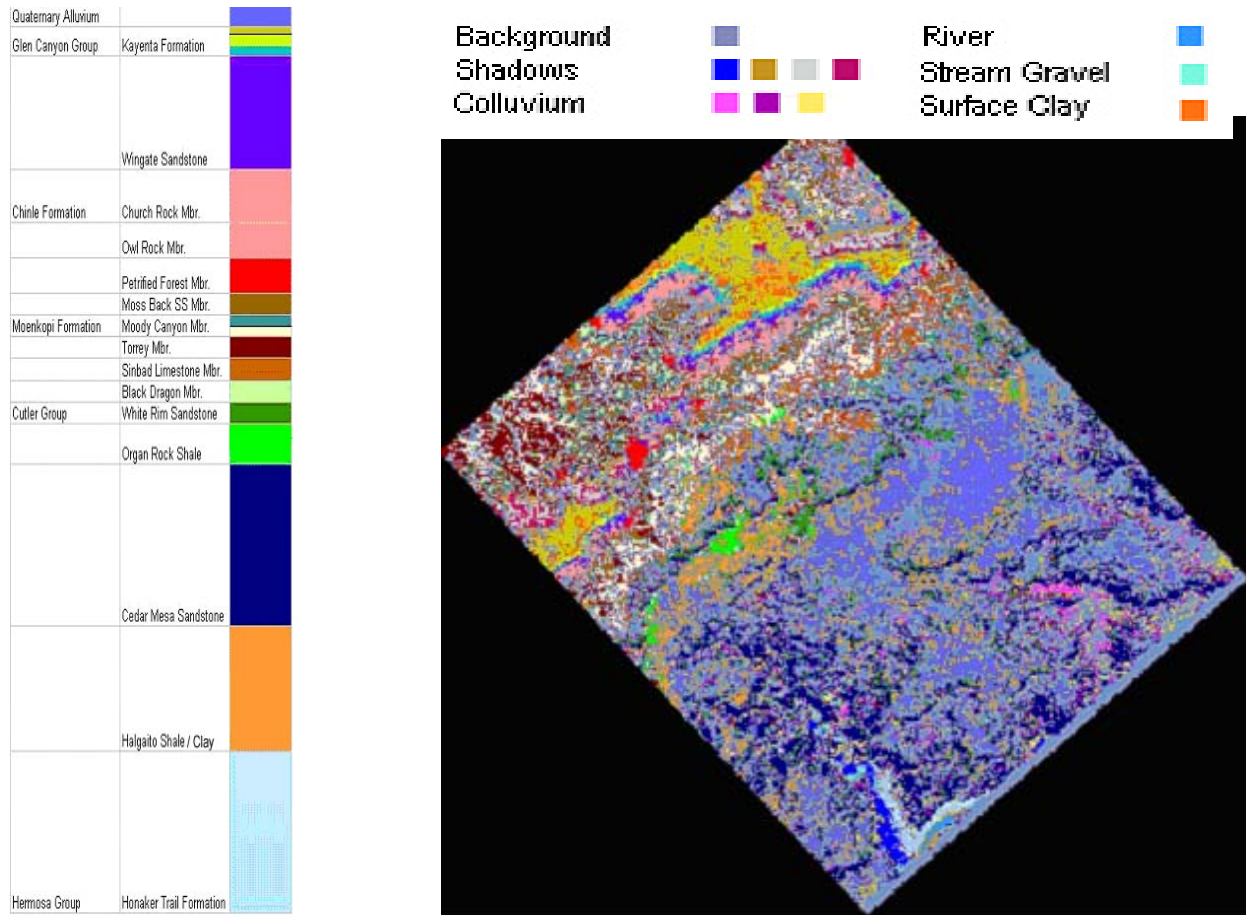 Quaternary Alluvium
Glen Canyon Group Kayenta Formation
Wingate Sandstone
Chinle Formation Church Rock Mbr.
Owl Rock Mbr.
Petrified Forest Mbr.
Moss Back SS Mbr.
Moenkopi Formation Moody Canyon Mbr.
Torrey Mbr.
Sinbad Limestone Mbr.
Black Dragon Mbr.
Cutler Group White Rim Sandstone
Organ Rock Shale
Cedar Mesa Sandstone
Halgaito Shale / Clay
Hermosa Group Honaker Trail Formation
Background River
Shadows Stream Gravel
Colluvium Surface Clay